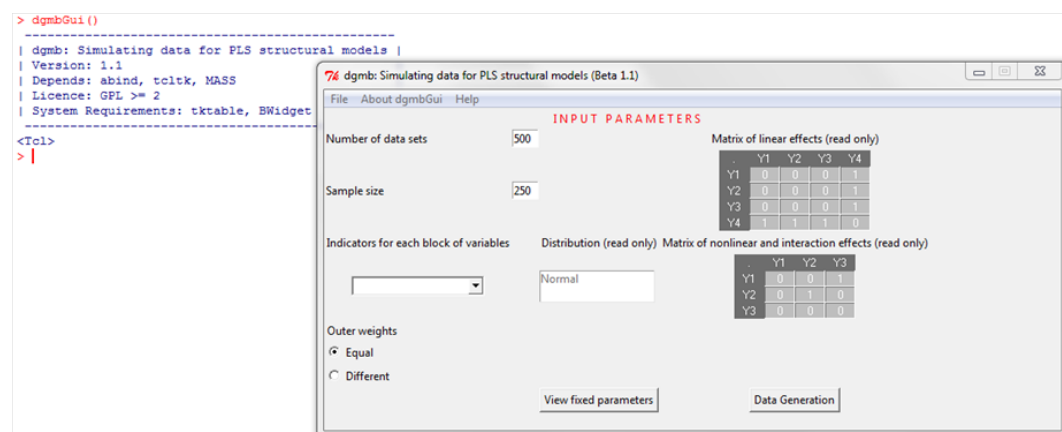 > dgmbGui()
-------------------------------------------------
| dgmb: Simulating data for PLS structural models |
| Version: 1.1
| Depends: abind, tcltk, MASS
| Licence: GPL >= 2
| System Requirements: tktable, BWidget
-------------------------------------------------
<Tcl>
>
dgmb: Simulating data for PLS structural models (Beta 1.1)
File About dgmbGui Help
INPUT PARAMETERS
Number of data sets 500
Matrix of linear effects (read only)
. Y1 Y2 Y3 Y4
Y1 0 0 0 1
Y2 0 0 0 1
Y3 0 0 0 1
Y4 1 1 1 0
Sample size 250
Indicators for each block of variables
Distribution (read only)
Normal
Matrix of nonlinear and interaction effects (read only)
. Y1 Y2 Y3
Y1 0 0 1
Y2 0 1 0
Y3 0 0 0
Outer weights
Equal
Different
View fixed parameters
Data Generation